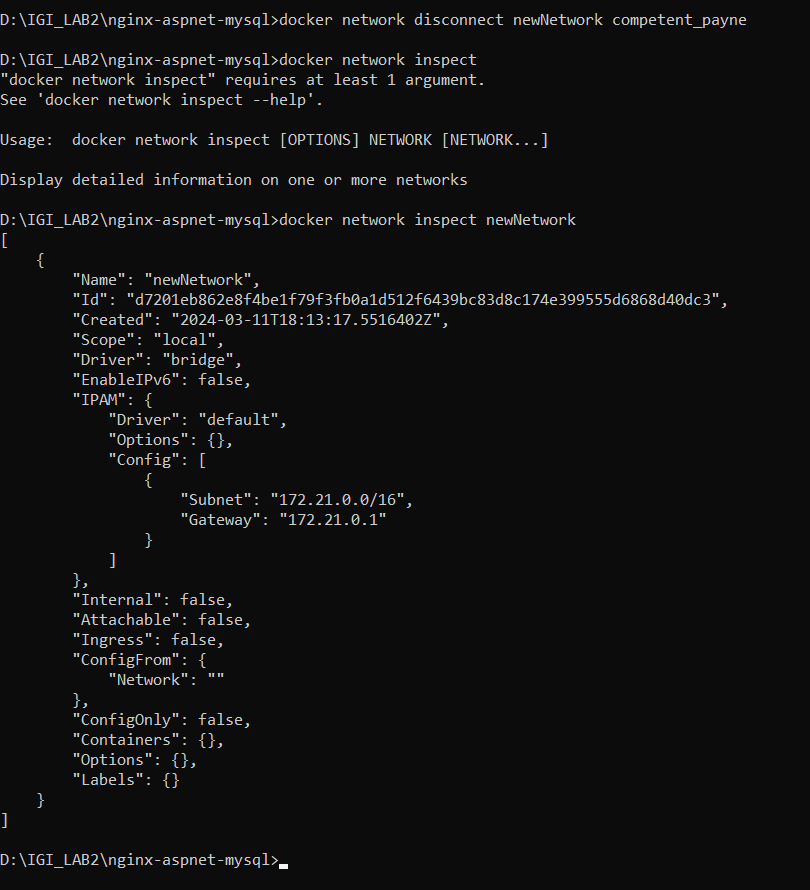 D:\IGI_LAB2\nginx-aspnet-mysql>docker network disconnect newNetwork competent_payne
D:\IGI_LAB2\nginx-aspnet-mysql>docker network inspect
"docker network inspect" requires at least 1 argument.
See 'docker network inspect --help'.
Usage:  docker network inspect [OPTIONS] NETWORK [NETWORK...]
Display detailed information on one or more networks
D:\IGI_LAB2\nginx-aspnet-mysql>docker network inspect newNetwork
[
    {
        "Name": "newNetwork",
        "Id": "d7201eb862e8f4be1f79f3fb0a1d512f6439bc83d8c174e399555d6868d40dc3",
        "Created": "2024-03-11T18:13:17.5516402Z",
        "Scope": "local",
        "Driver": "bridge",
        "EnableIPv6": false,
        "IPAM": {
            "Driver": "default",
            "Options": {},
            "Config": [
                {
                    "Subnet": "172.21.0.0/16",
                    "Gateway": "172.21.0.1"
                }
            ]
        },
        "Internal": false,
        "Attachable": false,
        "Ingress": false,
        "ConfigFrom": {
            "Network": ""
        },
        "ConfigOnly": false,
        "Containers": {},
        "Options": {},
        "Labels": {}
    }
]
D:\IGI_LAB2\nginx-aspnet-mysql>